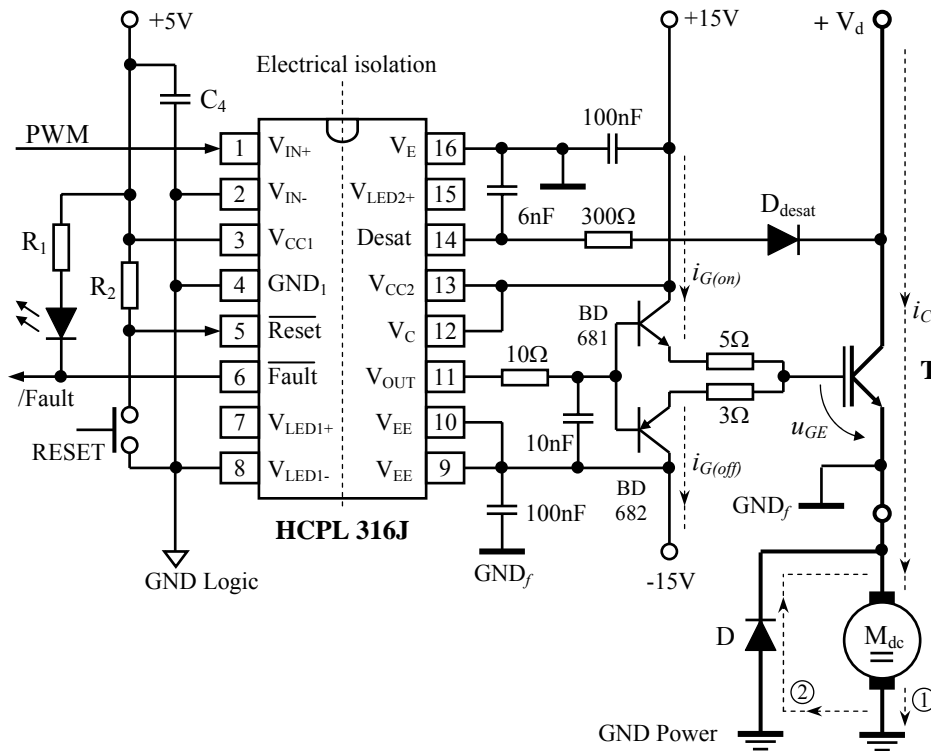 +5V
+15V
+ V_d
Electrical isolation
C_4
100nF
PWM
1 V_IN+ V_E 16
2 V_IN- V_LED2+ 15
3 V_CC1 Desat 14
4 GND_1 V_CC2 13
5 Reset V_C 12
6 Fault V_OUT 11
7 V_LED1+ V_EE 10
8 V_LED1- V_EE 9
6nF
300Ω
D_desat
R_1
R_2
i_G(on)
i_C
BD
681
10Ω
5Ω
T
/Fault
3Ω
u_GE
RESET
10nF
i_G(off)
BD
682
GND_f
HCPL 316J
100nF
GND Logic
GND_f
-15V
D
M_dc
2
1
GND Power